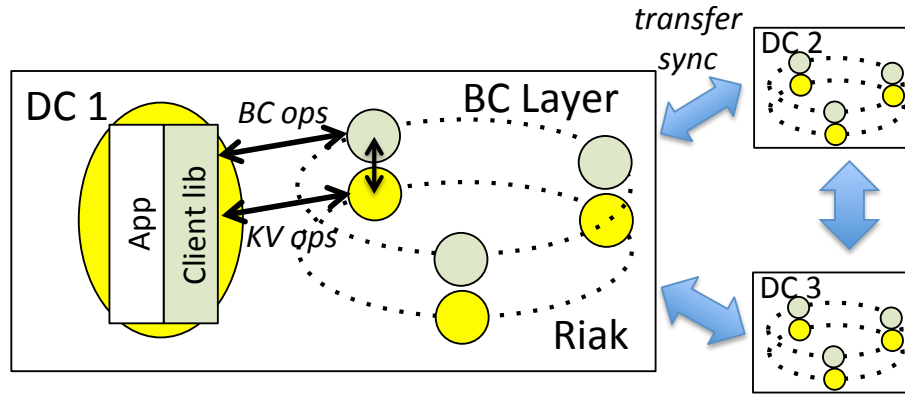 transfer
sync
DC 2
DC 1
BC ops
BC Layer
App
Client lib
KV ops
Riak
DC 3